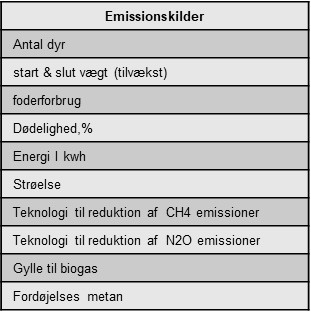 Emissionskilder
Antal dyr
start & slut vægt (tilvækst)
foderforbrug
Dødelighed,%
Energi I kwh
Strøelse
Teknologi til reduktion af CH4 emissioner
Teknologi til reduktion af N2O emissioner
Gylle til biogas
Fordøjelses metan